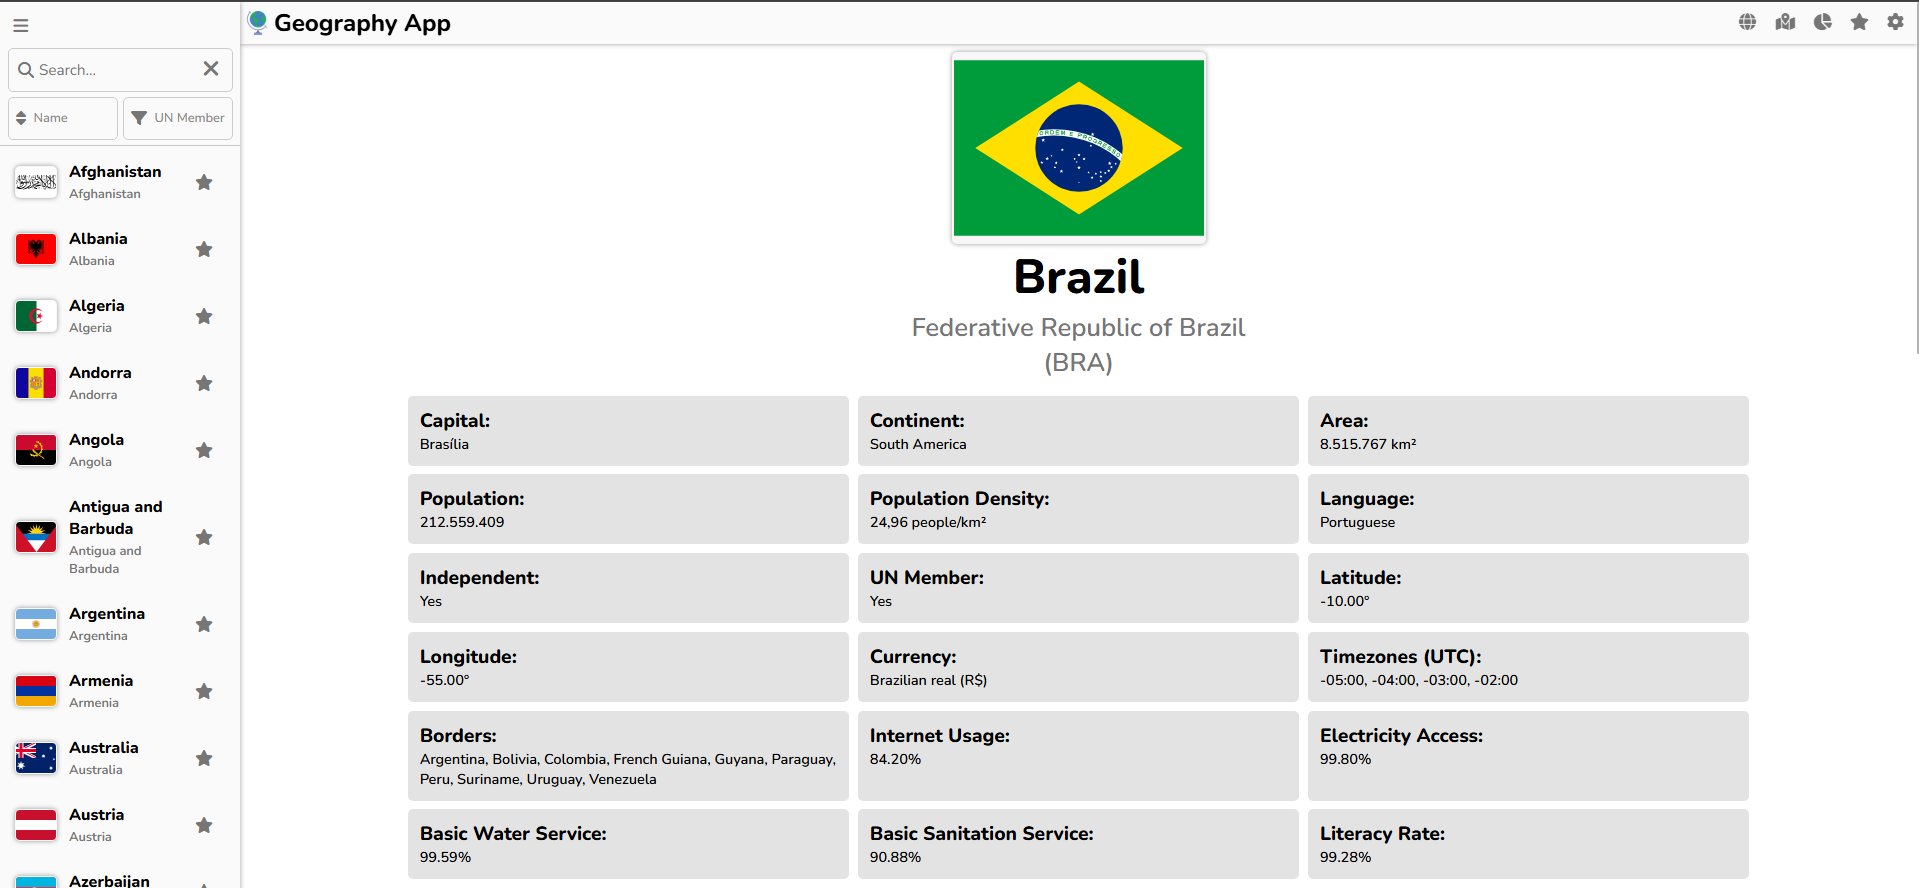 Geography App
Search...
Name
UN Member
Afghanistan
Afghanistan
Albania
Albania
Algeria
Algeria
Andorra
Andorra
Angola
Angola
Antigua and
Barbuda
Antigua and
Barbuda
Argentina
Argentina
Armenia
Armenia
Australia
Australia
Austria
Austria
Azerbaijan
ORDEM E PROGRESSO
Brazil
Federative Republic of Brazil
(BRA)
Capital:
Brasília
Continent:
South America
Area:
8.515.767 km²
Population:
212.559.409
Population Density:
24,96 people/km²
Language:
Portuguese
Independent:
Yes
UN Member:
Yes
Latitude:
-10.00°
Longitude:
-55.00°
Currency:
Brazilian real (R$)
Timezones (UTC):
-05:00, -04:00, -03:00, -02:00
Borders:
Argentina, Bolivia, Colombia, French Guiana, Guyana, Paraguay,
Peru, Suriname, Uruguay, Venezuela
Internet Usage:
84.20%
Electricity Access:
99.80%
Basic Water Service:
99.59%
Basic Sanitation Service:
90.88%
Literacy Rate:
99.28%